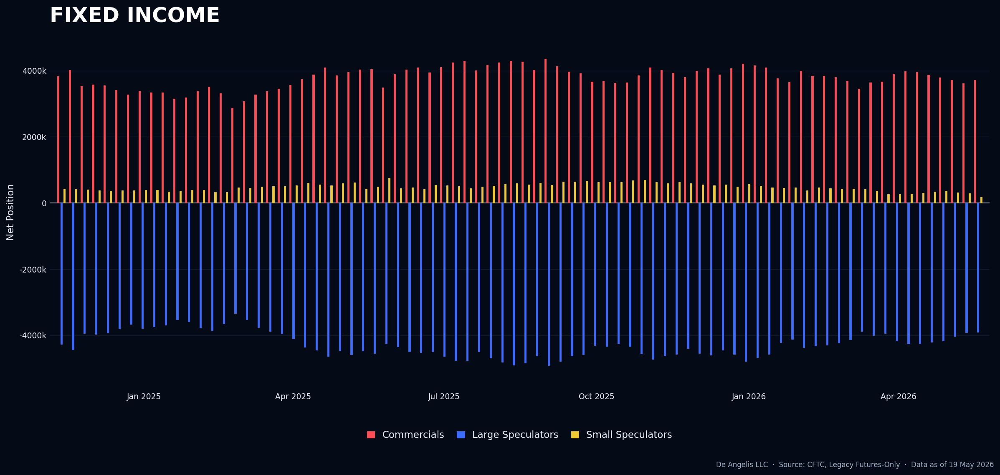 FIXED INCOME
4000k
2000k
0
-2000k
-4000k
Net Position
Jan 2025
Apr 2025
Jul 2025
Oct 2025
Jan 2026
Apr 2026
Commercials
Large Speculators
Small Speculators
De Angelis LLC · Source: CFTC, Legacy Futures-Only · Data as of 19 May 2026